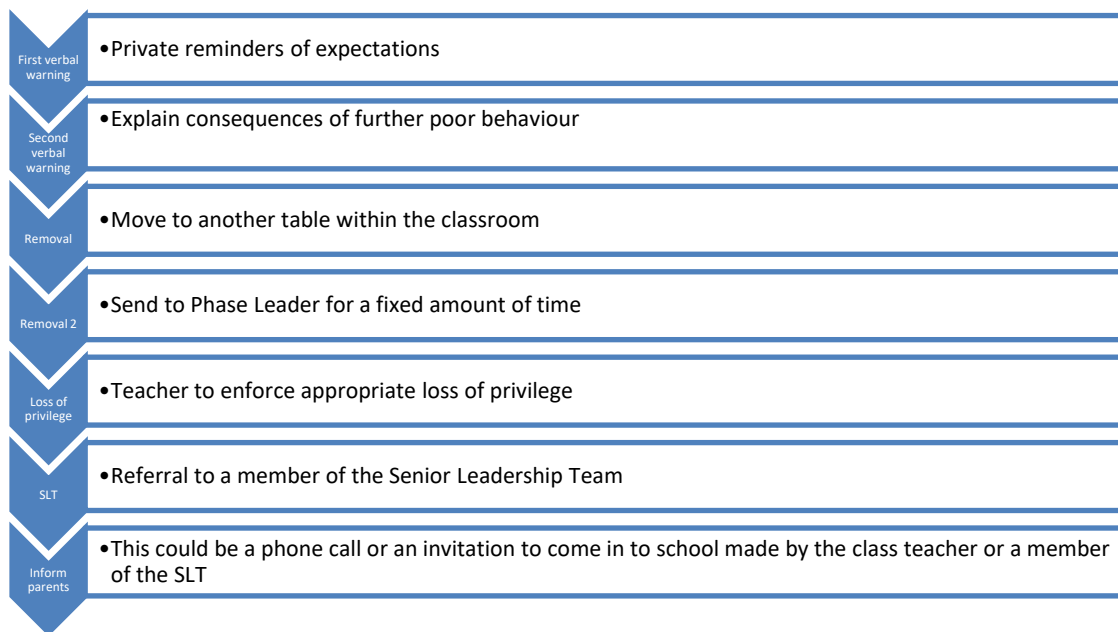 First verbal
warning
•Private reminders of expectations
Second
verbal
warning
•Explain consequences of further poor behaviour
Removal
•Move to another table within the classroom
Removal 2
•Send to Phase Leader for a fixed amount of time
Loss of
privilege
•Teacher to enforce appropriate loss of privilege
SLT
•Referral to a member of the Senior Leadership Team
Inform
parents
•This could be a phone call or an invitation to come in to school made by the class teacher or a member
of the SLT